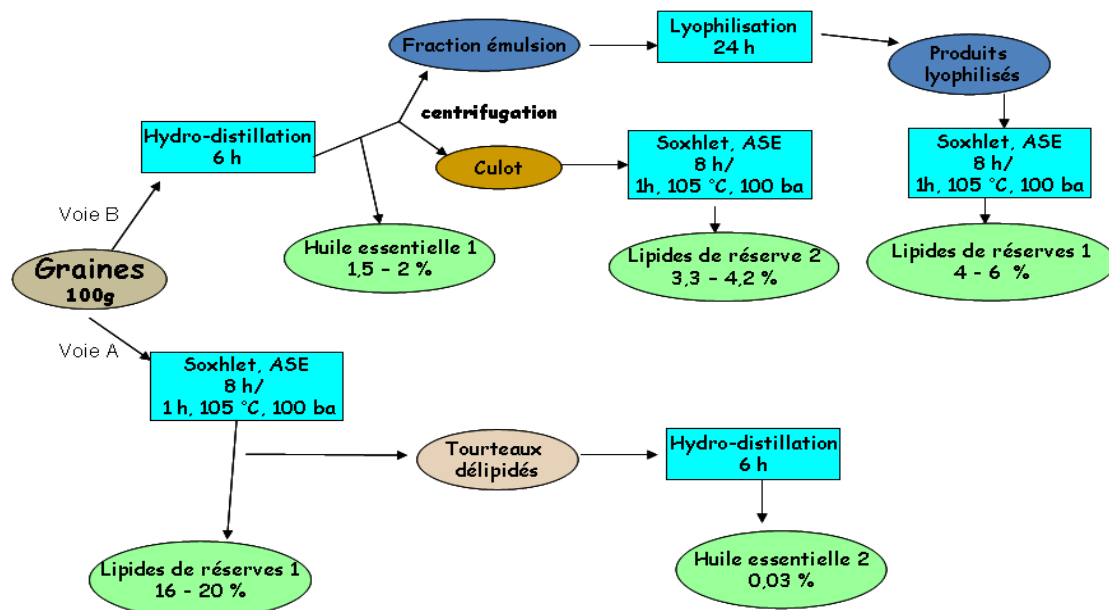 Fraction émulsion
Lyophilisation
24 h
Produits
lyophilisés
centrifugation
Hydro-distillation
6 h
Culot
Soxhlet, ASE
8 h/
1h, 105 °C, 100 ba
Soxhlet, ASE
8 h/
1h, 105 °C, 100 ba
Voie B
Huile essentielle 1
1,5 – 2 %
Lipides de réserve 2
3,3 – 4,2 %
Lipides de réserves 1
4 - 6 %
Graines
100g
Voie A
Soxhlet, ASE
8 h/
1 h, 105 °C, 100 ba
Tourteaux
délipidés
Hydro-distillation
6 h
Lipides de réserves 1
16 - 20 %
Huile essentielle 2
0,03 %